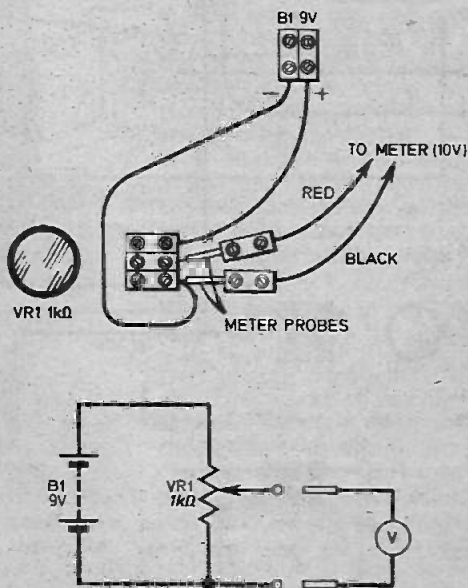 B1 9V
− +
TO METER (10V)
RED
BLACK
VR1 1kΩ
METER PROBES
B1
9V
VR1
1kΩ
V